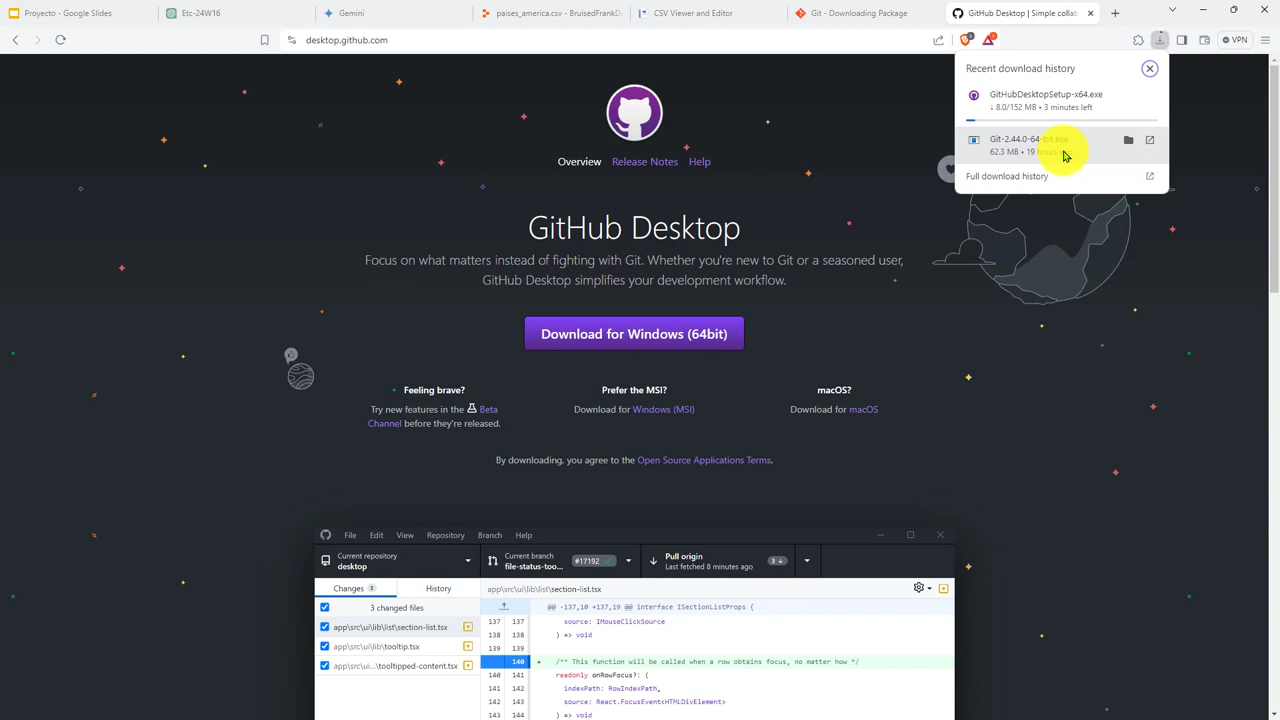 Proyecto - Google Slides
Etc-24W16
Gemini
paises_america.csv - BruisedFrankDo
CSV Viewer and Editor
Git - Downloading Package
GitHub Desktop | Simple collab
desktop.github.com
1
VPN
Recent download history
GitHubDesktopSetup-x64.exe
↓ 8.0/152 MB • 3 minutes left
Git-2.44.0-64-bit.exe
62.3 MB • 19 hours
Full download history
Overview
Release Notes
Help
GitHub Desktop
Focus on what matters instead of fighting with Git. Whether you're new to Git or a seasoned user,
GitHub Desktop simplifies your development workflow.
Download for Windows (64bit)
Feeling brave?
Try new features in the Beta
Channel before they're released.
Prefer the MSI?
Download for Windows (MSI)
macOS?
Download for macOS
By downloading, you agree to the Open Source Applications Terms.
File Edit View Repository Branch Help
Current repository
desktop
Current branch
file-status-too... #17192
Pull origin
Last fetched 8 minutes ago
3
Changes 3
History
app\src\ui\lib\list\section-list.tsx
3 changed files
@@ -137,10 +137,19 @@ interface ISectionListProps {
app\src\ui\lib\list\section-list.tsx
app\src\ui\lib\tooltip.tsx
app\src\ui...\tooltipped-content.tsx
137 137 source: IMouseClickSource
138 138 ) => void
139 139
140 + /** This function will be called when a row obtains focus, no matter how */
140 141 readonly onRowFocus?: (
141 142 indexPath: RowIndexPath,
142 143 source: React.FocusEvent<HTMLDivElement>
143 144 ) => void